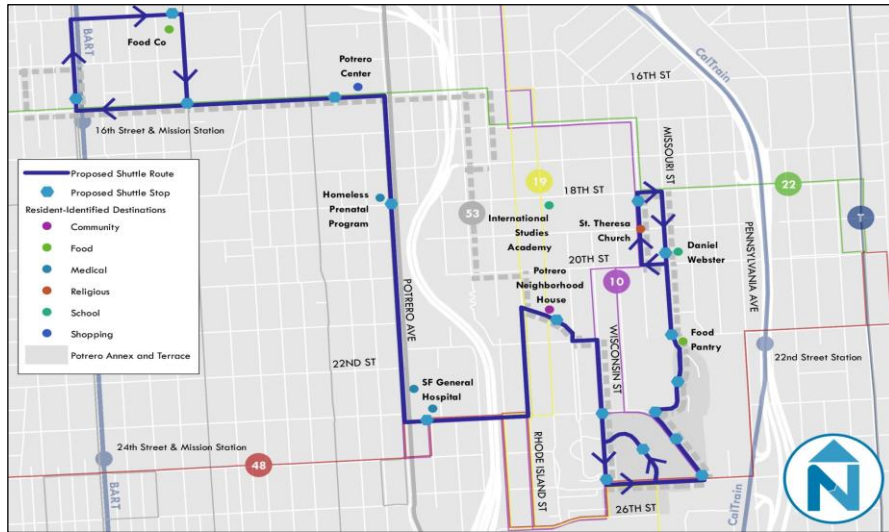 Food Co
BART
Potrero
Center
16TH ST
CalTrain
16th Street & Mission Station
MISSOURI ST
Proposed Shuttle Route
Proposed Shuttle Stop
Resident-Identified Destinations
Community
Food
Medical
Religious
School
Shopping
Potrero Annex and Terrace
Homeless
Prenatal
Program
19
18TH ST
22
53
International
Studies
Academy
St. Theresa
Church
T
20TH ST
Daniel
Webster
10
Potrero
Neighborhood
House
PENNSYLVANIA AVE
POTRERO AVE
WISCONSIN ST
Food
Pantry
22ND ST
22nd Street Station
SF General
Hospital
24th Street & Mission Station
48
RHODE ISLAND ST
BART
26TH ST
CalTrain
N